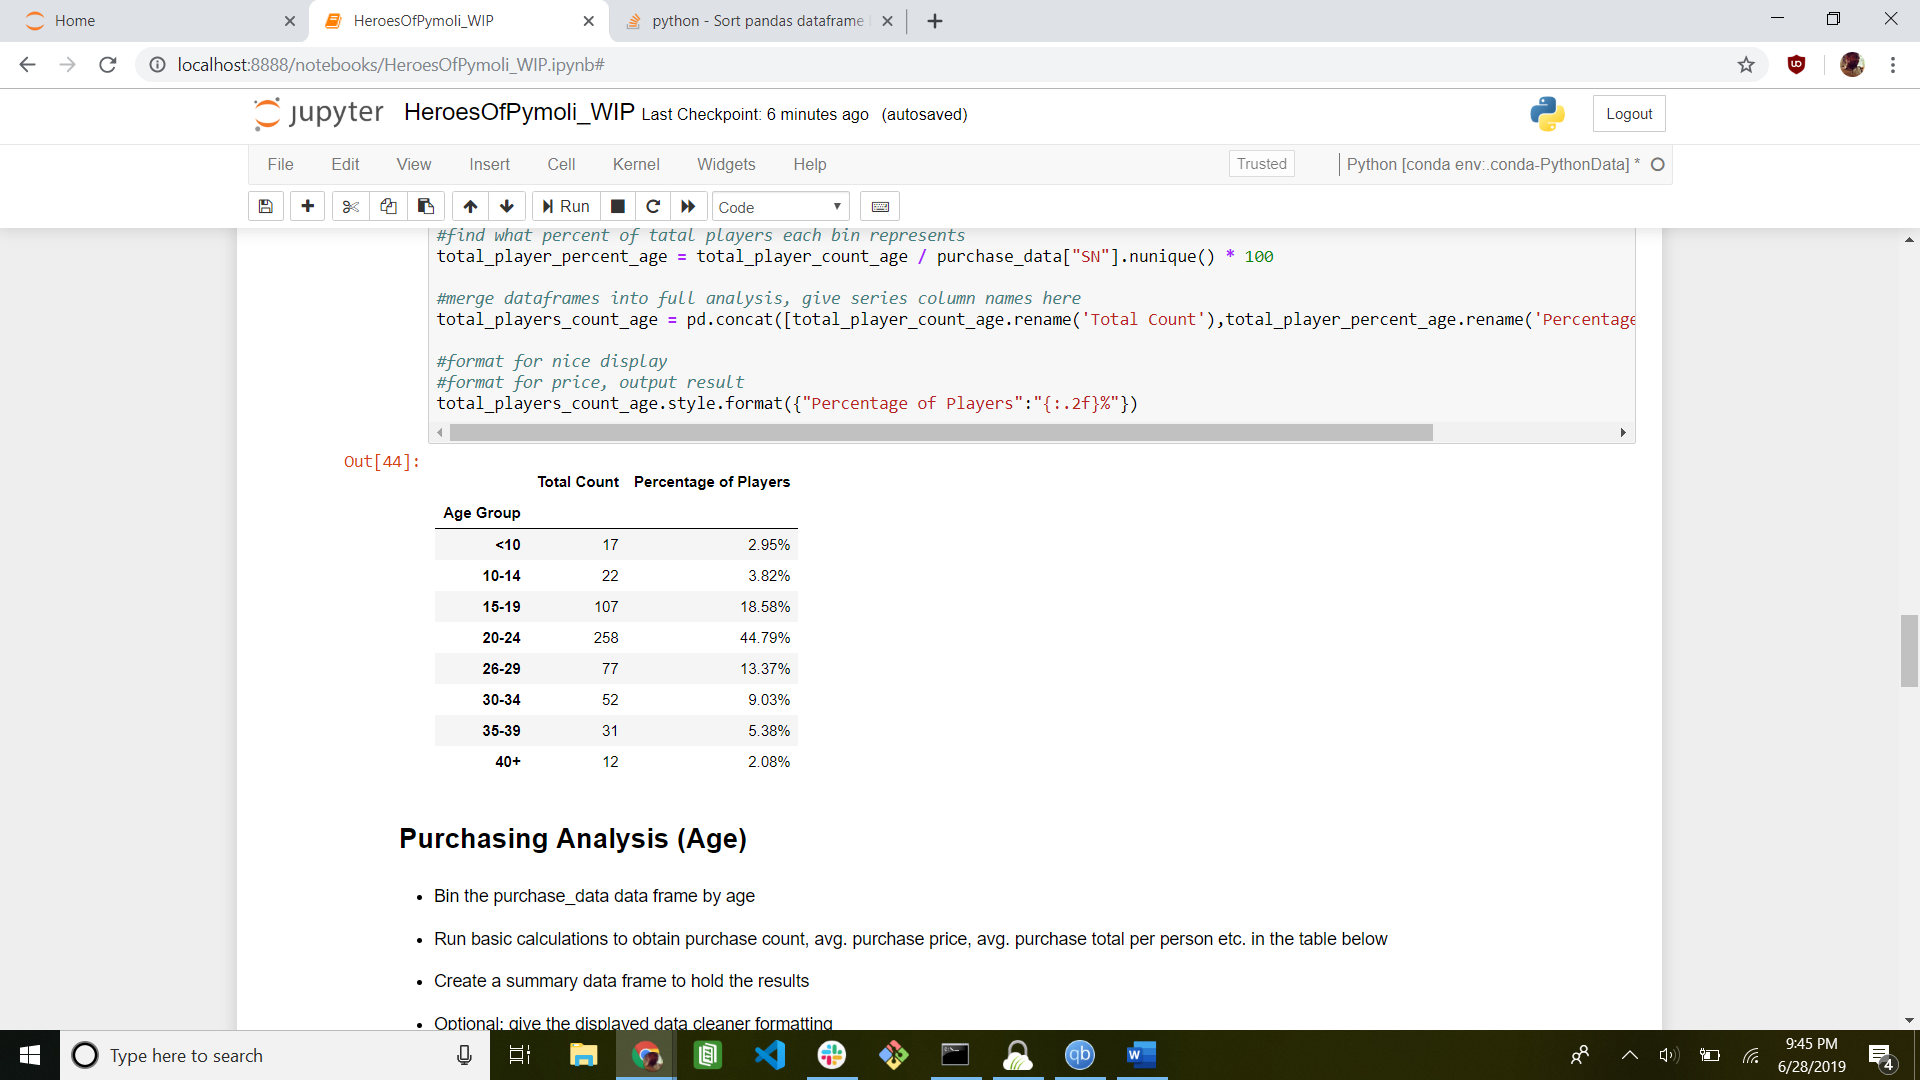 Home
HeroesOfPymoli_WIP
python - Sort pandas dataframe
localhost:8888/notebooks/HeroesOfPymoli_WIP.ipynb#
jupyter HeroesOfPymoli_WIP Last Checkpoint: 6 minutes ago (autosaved)
Logout
File Edit View Insert Cell Kernel Widgets Help
Trusted
Python [conda env:.conda-PythonData] *
Run
Code
#find what percent of tatal players each bin represents
total_player_percent_age = total_player_count_age / purchase_data["SN"].nunique() * 100
#merge dataframes into full analysis, give series column names here
total_players_count_age = pd.concat([total_player_count_age.rename('Total Count'),total_player_percent_age.rename('Percentage
#format for nice display
#format for price, output result
total_players_count_age.style.format({"Percentage of Players":"{:.2f}%"})
Out[44]:
Total Count Percentage of Players
Age Group
<10 17 2.95%
10-14 22 3.82%
15-19 107 18.58%
20-24 258 44.79%
26-29 77 13.37%
30-34 52 9.03%
35-39 31 5.38%
40+ 12 2.08%
Purchasing Analysis (Age)
• Bin the purchase_data data frame by age
• Run basic calculations to obtain purchase count, avg. purchase price, avg. purchase total per person etc. in the table below
• Create a summary data frame to hold the results
• Optional: give the displayed data cleaner formatting
Type here to search
qb
W
9:45 PM
6/28/2019
4